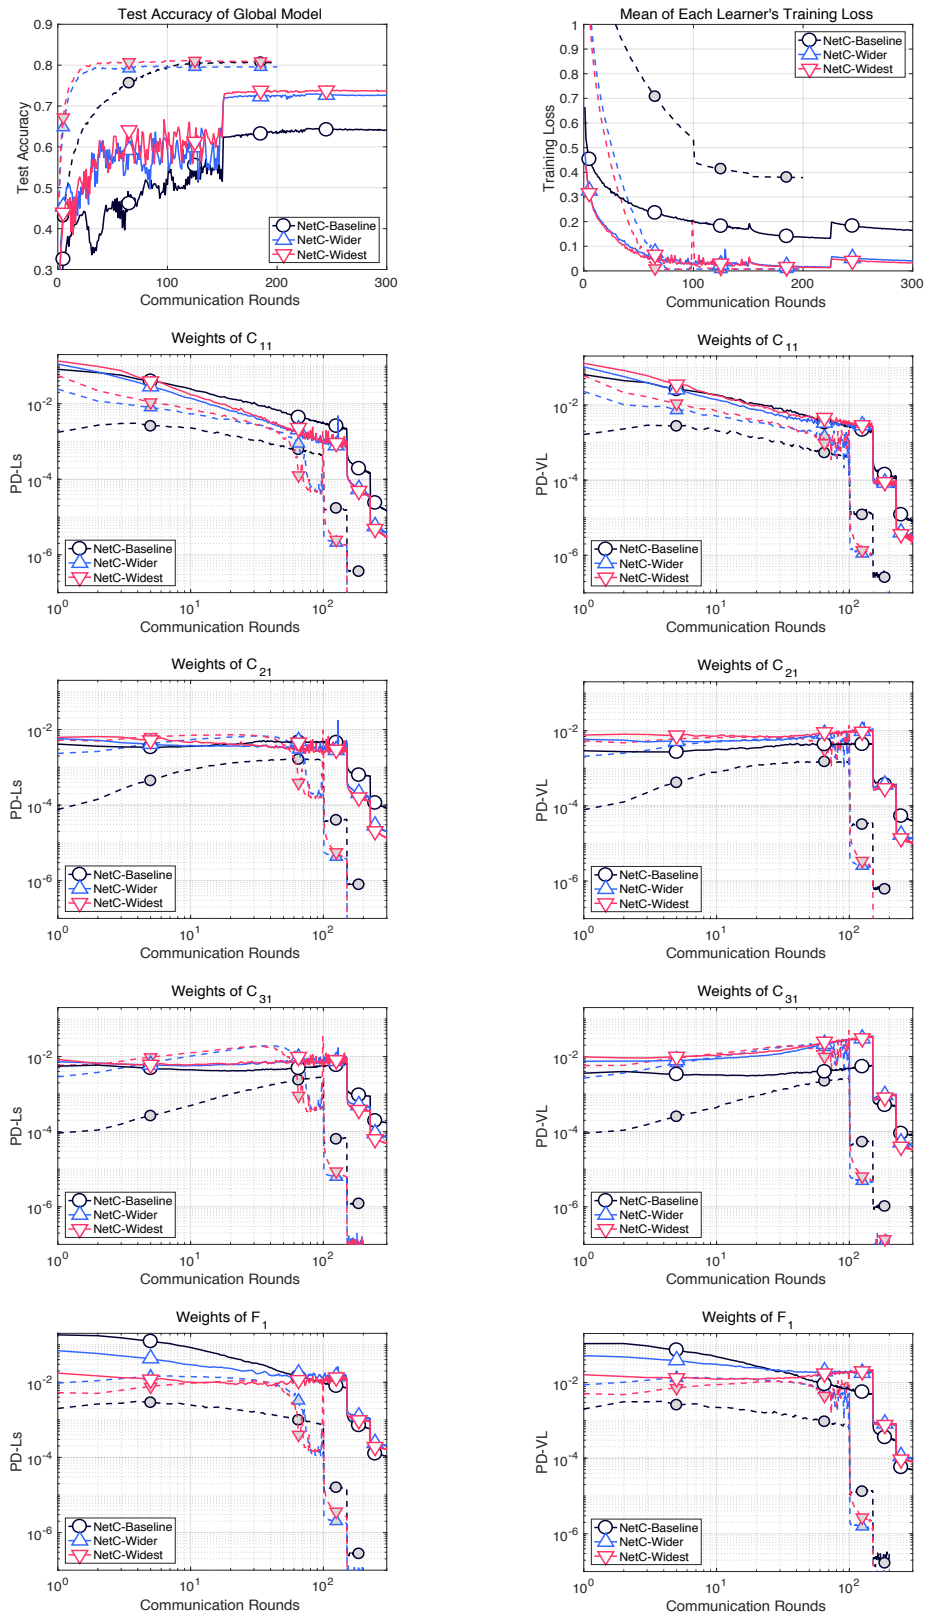 Test Accuracy of Global Model
0.9
0.8
0.7
0.6
0.5
0.4
0.3
Test Accuracy
NetC-Baseline
NetC-Wider
NetC-Widest
0 100 200 300
Communication Rounds
Mean of Each Learner's Training Loss
1
0.9
0.8
0.7
0.6
0.5
0.4
0.3
0.2
0.1
0
Training Loss
NetC-Baseline
NetC-Wider
NetC-Widest
0 100 200 300
Communication Rounds
Weights of C11
10-2
10-4
10-6
PD-Ls
NetC-Baseline
NetC-Wider
NetC-Widest
100 101 102
Communication Rounds
Weights of C11
10-2
10-4
10-6
PD-VL
NetC-Baseline
NetC-Wider
NetC-Widest
100 101 102
Communication Rounds
Weights of C21
10-2
10-4
10-6
PD-Ls
NetC-Baseline
NetC-Wider
NetC-Widest
100 101 102
Communication Rounds
Weights of C21
10-2
10-4
10-6
PD-VL
NetC-Baseline
NetC-Wider
NetC-Widest
100 101 102
Communication Rounds
Weights of C31
10-2
10-4
10-6
PD-Ls
NetC-Baseline
NetC-Wider
NetC-Widest
100 101 102
Communication Rounds
Weights of C31
10-2
10-4
10-6
PD-VL
NetC-Baseline
NetC-Wider
NetC-Widest
100 101 102
Communication Rounds
Weights of F1
10-2
10-4
10-6
PD-Ls
NetC-Baseline
NetC-Wider
NetC-Widest
100 101 102
Communication Rounds
Weights of F1
10-2
10-4
10-6
PD-VL
NetC-Baseline
NetC-Wider
NetC-Widest
100 101 102
Communication Rounds